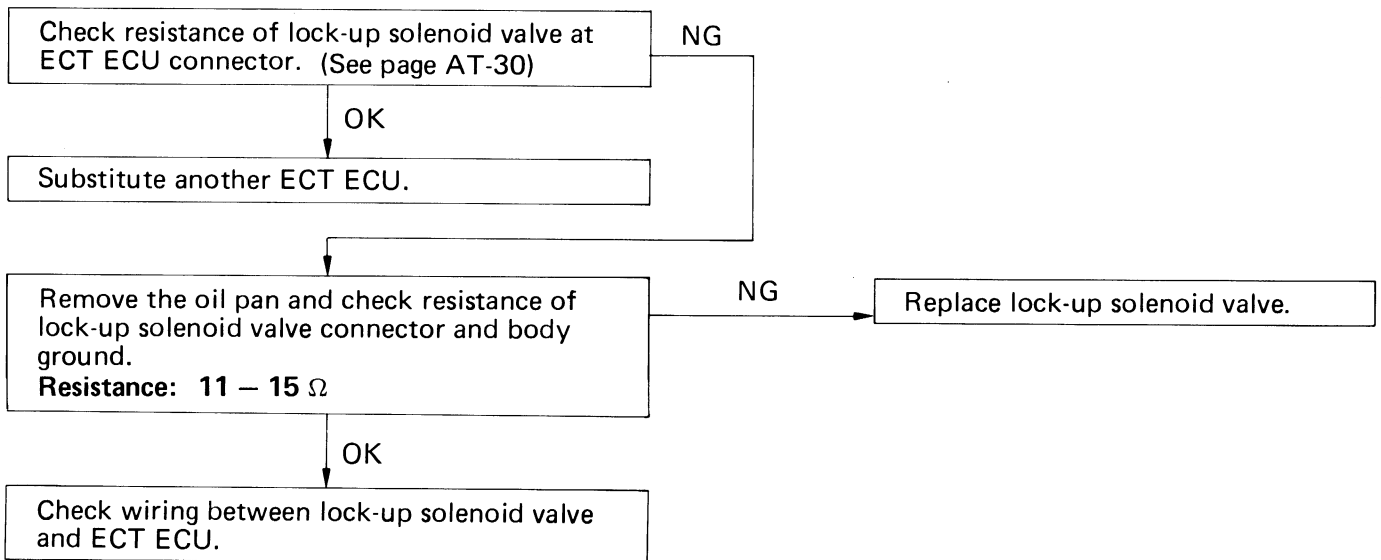 Check resistance of lock-up solenoid valve at
ECT ECU connector. (See page AT-30)
NG
OK
Substitute another ECT ECU.
Remove the oil pan and check resistance of
lock-up solenoid valve connector and body
ground.
Resistance: 11 — 15 Ω
NG
Replace lock-up solenoid valve.
OK
Check wiring between lock-up solenoid valve
and ECT ECU.